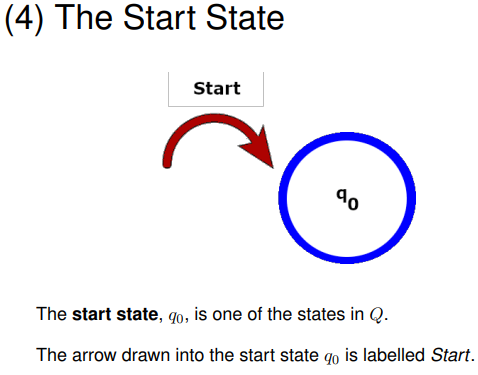 (4) The Start State
Start
q0
The start state, q0, is one of the states in Q.
The arrow drawn into the start state q0 is labelled Start.